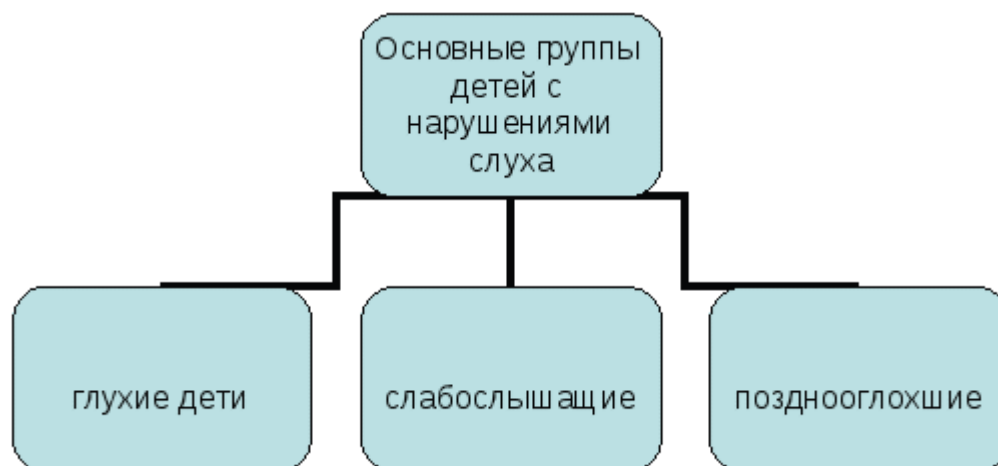 Основные группы
детей с
нарушениями
слуха
глухие дети
слабослышащие
позднооглохшие